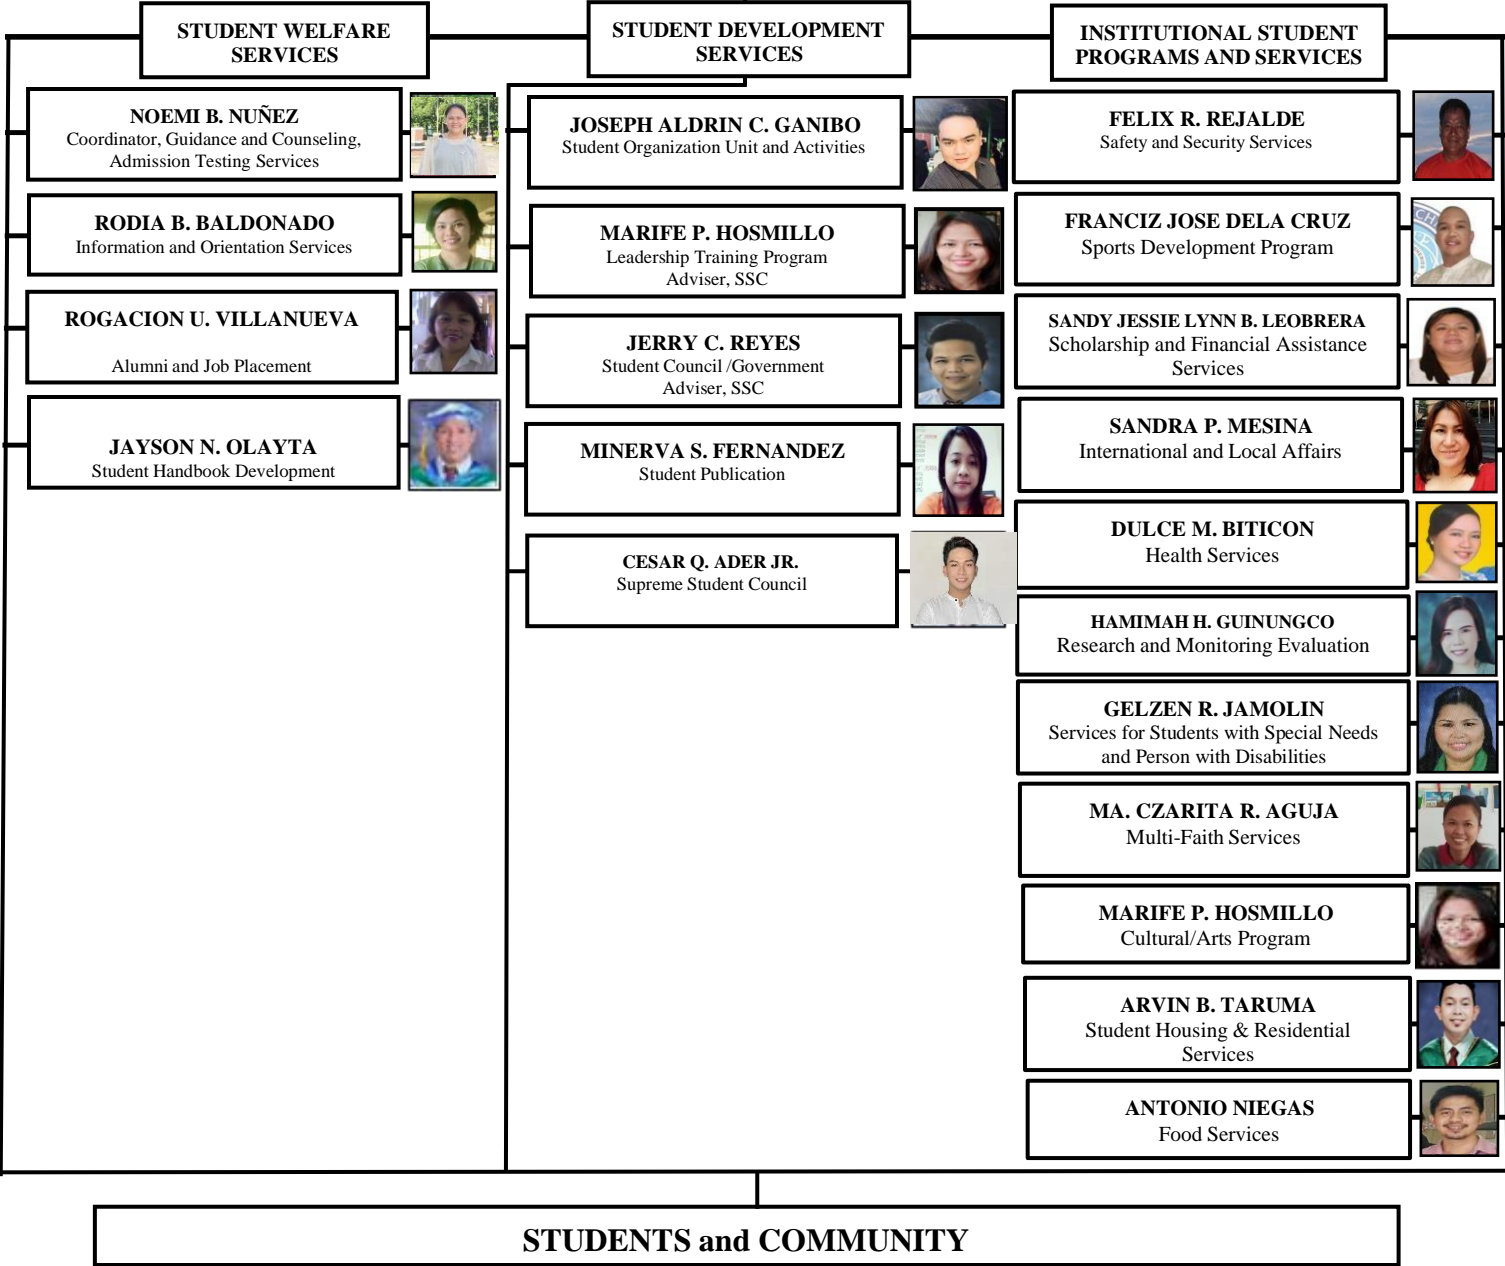 STUDENT WELFARE
SERVICES
NOEMI B. NUÑEZ
Coordinator, Guidance and Counseling,
Admission Testing Services
RODIA B. BALDONADO
Information and Orientation Services
ROGACION U. VILLANUEVA
Alumni and Job Placement
JAYSON N. OLAYTA
Student Handbook Development
STUDENT DEVELOPMENT
SERVICES
JOSEPH ALDRIN C. GANIBO
Student Organization Unit and Activities
MARIFE P. HOSMILLO
Leadership Training Program
Adviser, SSC
JERRY C. REYES
Student Council /Government
Adviser, SSC
MINERVA S. FERNANDEZ
Student Publication
CESAR Q. ADER JR.
Supreme Student Council
INSTITUTIONAL STUDENT
PROGRAMS AND SERVICES
FELIX R. REJALDE
Safety and Security Services
FRANCIZ JOSE DELA CRUZ
Sports Development Program
SANDY JESSIE LYNN B. LEOBRERA
Scholarship and Financial Assistance
Services
SANDRA P. MESINA
International and Local Affairs
DULCE M. BITICON
Health Services
HAMIMAH H. GUINUNGCO
Research and Monitoring Evaluation
GELZEN R. JAMOLIN
Services for Students with Special Needs
and Person with Disabilities
MA. CZARITA R. AGUJA
Multi-Faith Services
MARIFE P. HOSMILLO
Cultural/Arts Program
ARVIN B. TARUMA
Student Housing & Residential
Services
ANTONIO NIEGAS
Food Services
STUDENTS and COMMUNITY